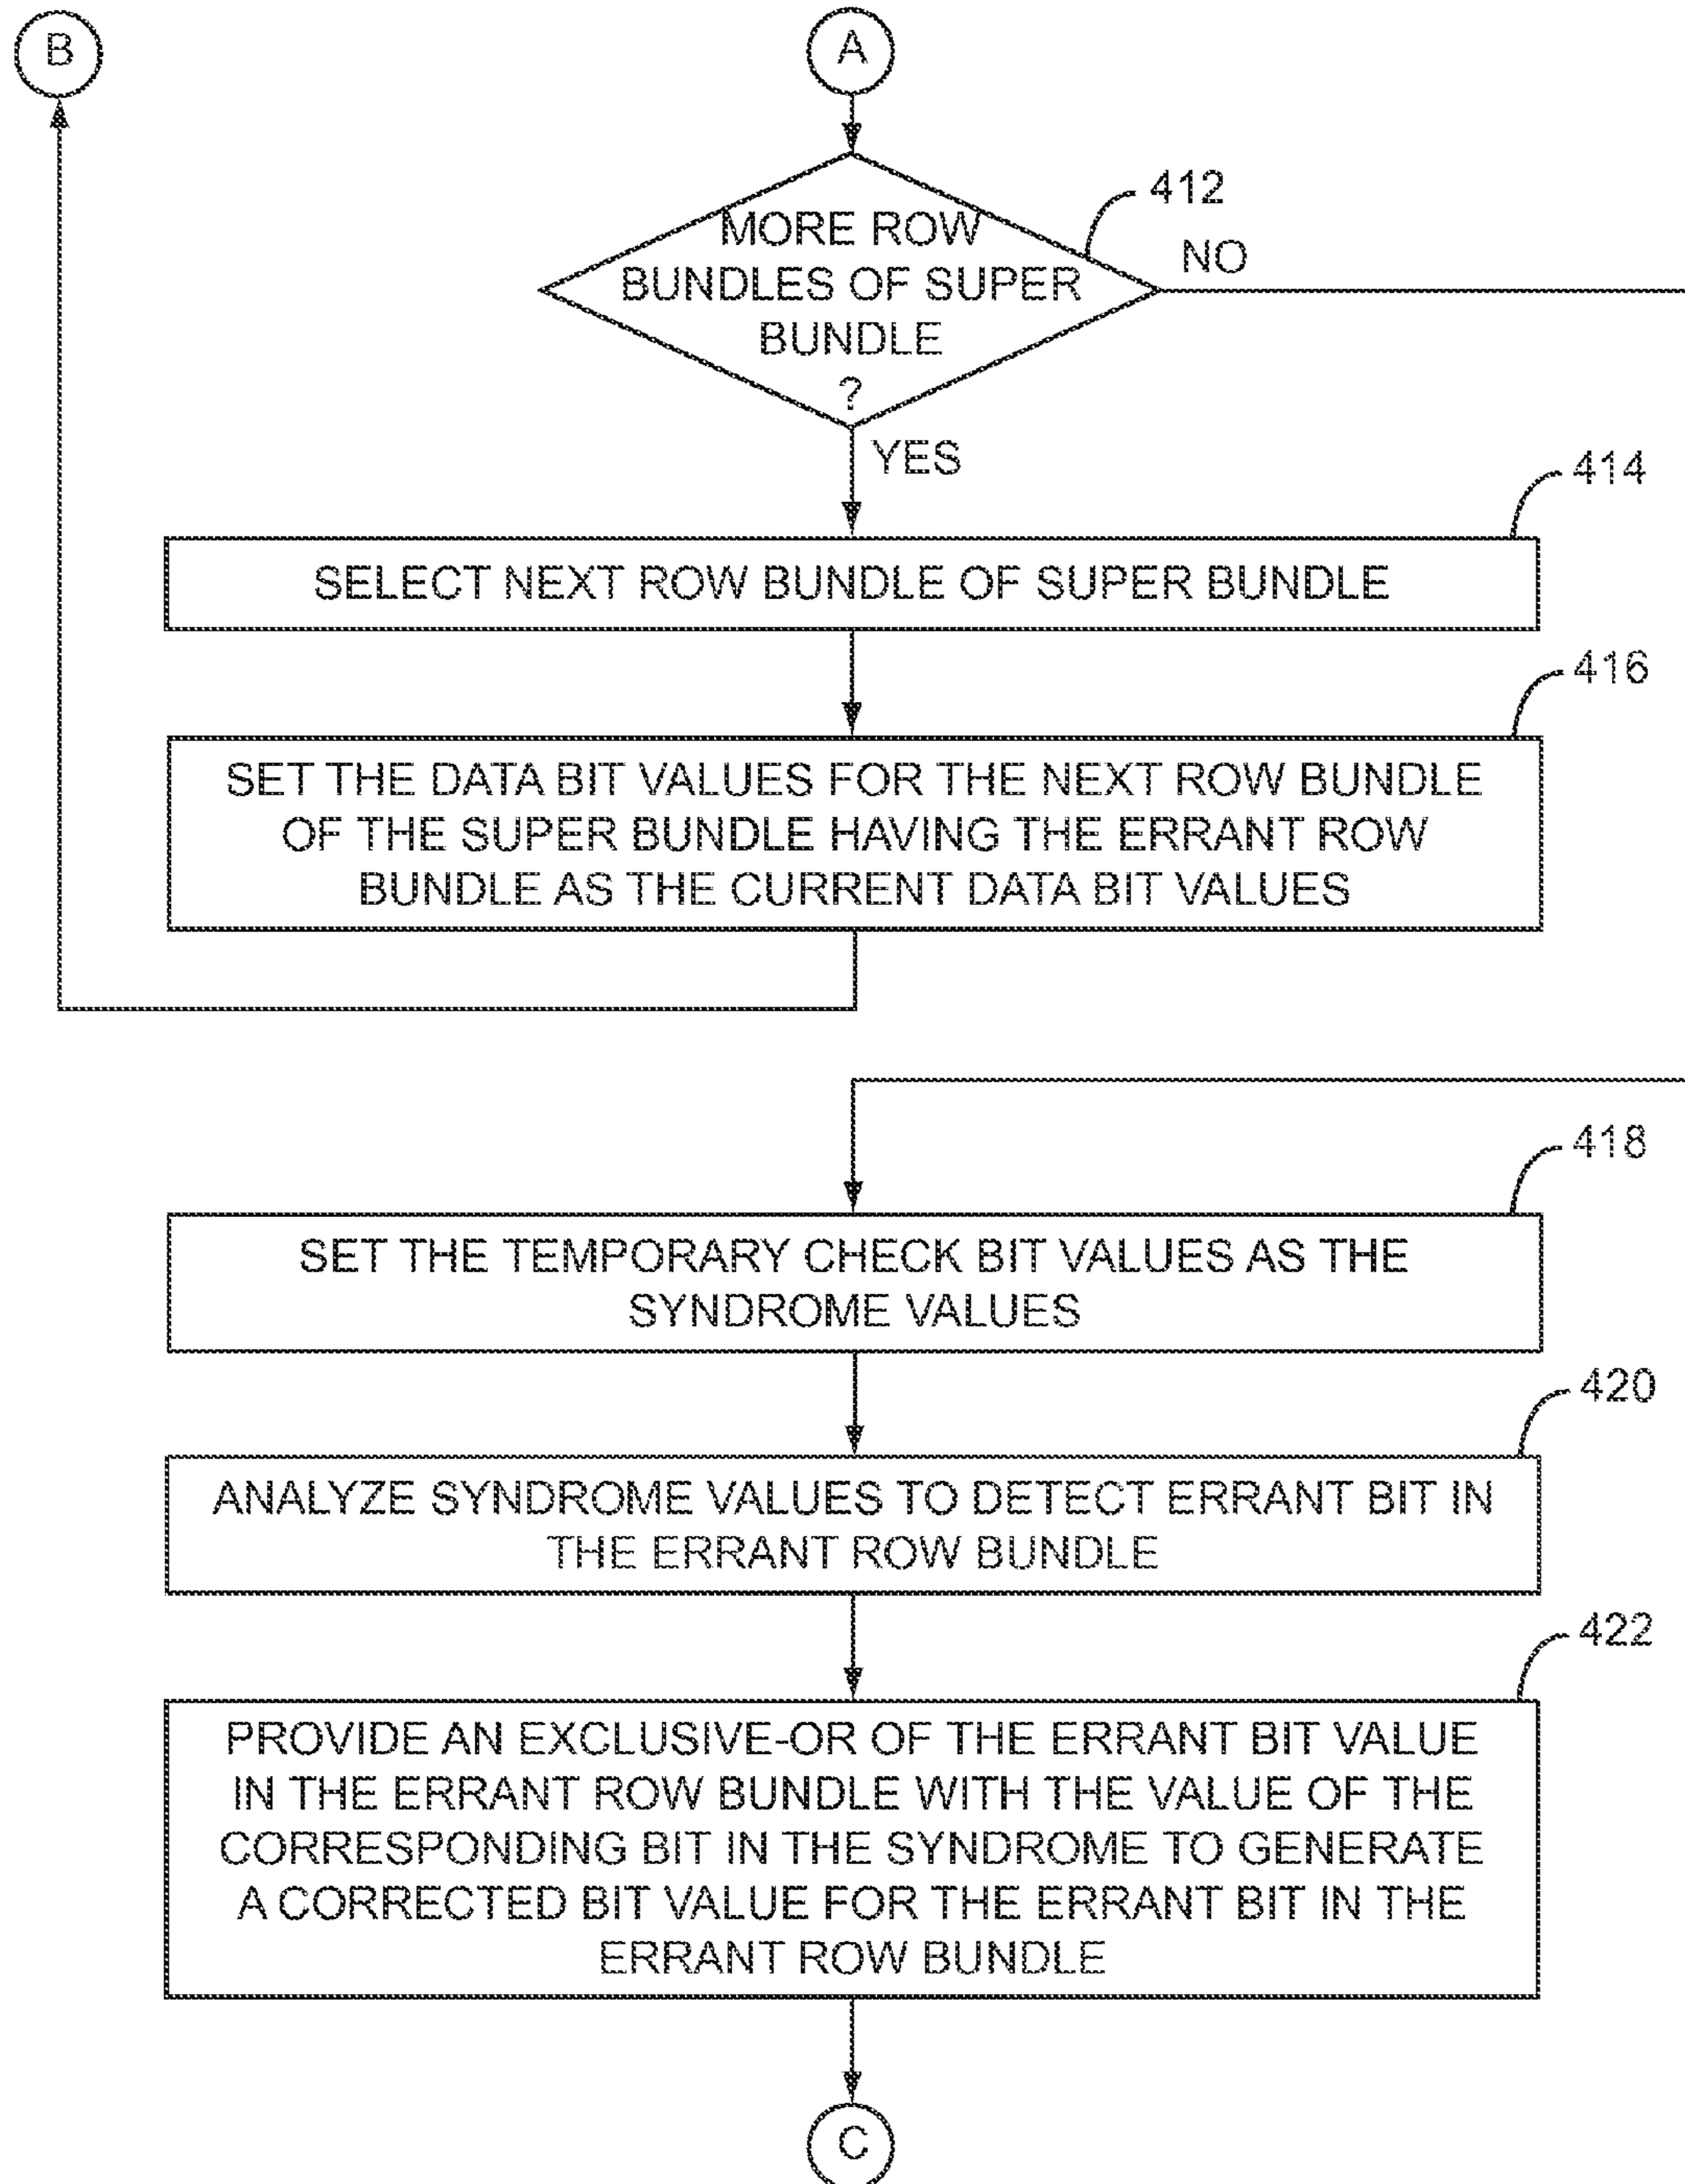 B
A
412
MORE ROW
BUNDLES OF SUPER
BUNDLE
?
NO
YES
414
SELECT NEXT ROW BUNDLE OF SUPER BUNDLE
416
SET THE DATA BIT VALUES FOR THE NEXT ROW BUNDLE
OF THE SUPER BUNDLE HAVING THE ERRANT ROW
BUNDLE AS THE CURRENT DATA BIT VALUES
418
SET THE TEMPORARY CHECK BIT VALUES AS THE
SYNDROME VALUES
420
ANALYZE SYNDROME VALUES TO DETECT ERRANT BIT IN
THE ERRANT ROW BUNDLE
422
PROVIDE AN EXCLUSIVE-OR OF THE ERRANT BIT VALUE
IN THE ERRANT ROW BUNDLE WITH THE VALUE OF THE
CORRESPONDING BIT IN THE SYNDROME TO GENERATE
A CORRECTED BIT VALUE FOR THE ERRANT BIT IN THE
ERRANT ROW BUNDLE
C